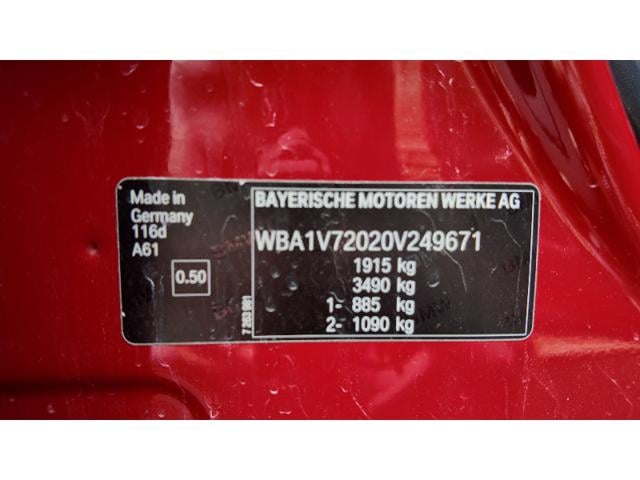 Made in
Germany
116d
A61
0.50
BAYERISCHE MOTOREN WERKE AG
WBA1V72020V249671
1915 kg
3490 kg
1- 885 kg
2- 1090 kg